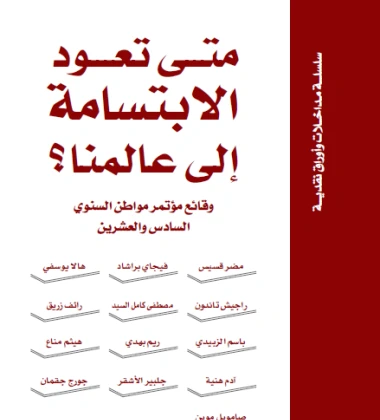 متى تعود
الابتسامة
إلى عالمنا؟
وقائع مؤتمر مواطن السنوي
السادس والعشرين
مضر قسيس
فيجاي براشاد
هالا يوسفي
راجيش تاندون
مصطفى كامل السيد
رائف زريق
باسم الزبيدي
ريم بهدي
هيثم مناع
آدم هنية
جلبير الأشقر
جورج جقمان
صامويل موين
سلسلة مداخلات وأوراق نقدية